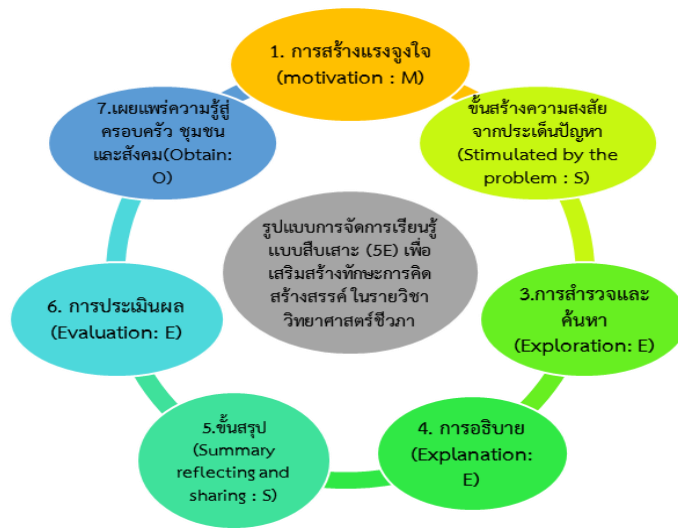 1. การสร้างแรงจูงใจ
(motivation : M)
ขั้นสร้างความสงสัย
จากประเด็นปัญหา
(Stimulated by the
problem : S)
3.การสำรวจและ
ค้นหา
(Exploration: E)
4. การอธิบาย
(Explanation:
E)
5.ขั้นสรุป
(Summary
reflecting and
sharing : S)
6. การประเมินผล
(Evaluation: E)
7.เผยแพร่ความรู้สู่
ครอบครัว ชุมชน
และสังคม(Obtain:
O)
รูปแบบการจัดการเรียนรู้
แบบสืบเสาะ (5E) เพื่อ
เสริมสร้างทักษะการคิด
สร้างสรรค์ ในรายวิชา
วิทยาศาสตร์ชีวภา